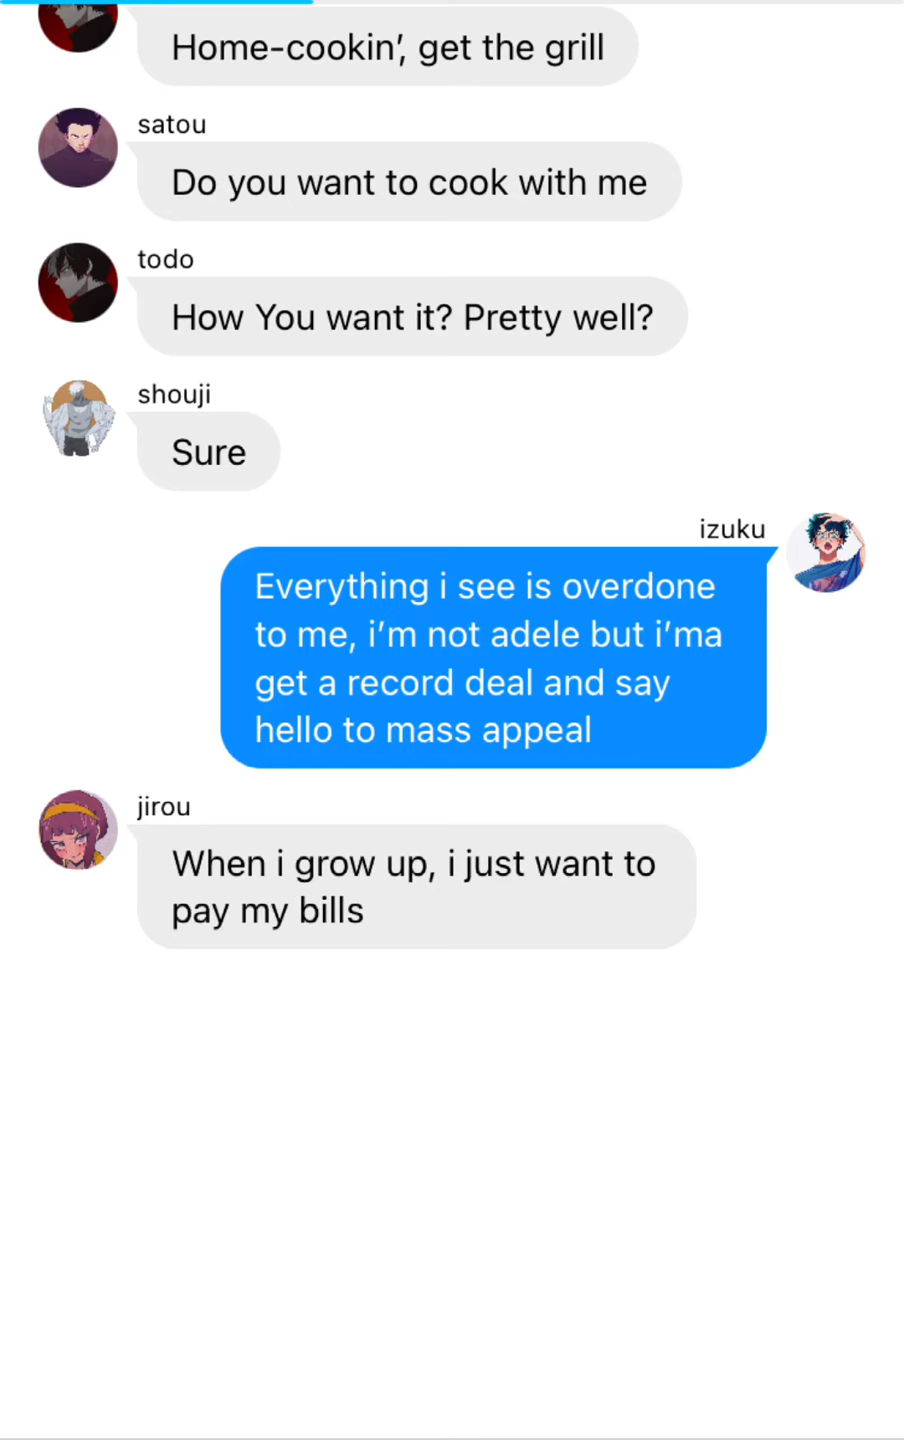 Home-cookin’, get the grill
satou
Do you want to cook with me
todo
How You want it? Pretty well?
shouji
Sure
izuku
Everything i see is overdone
to me, i’m not adele but i’ma
get a record deal and say
hello to mass appeal
jirou
When i grow up, i just want to
pay my bills